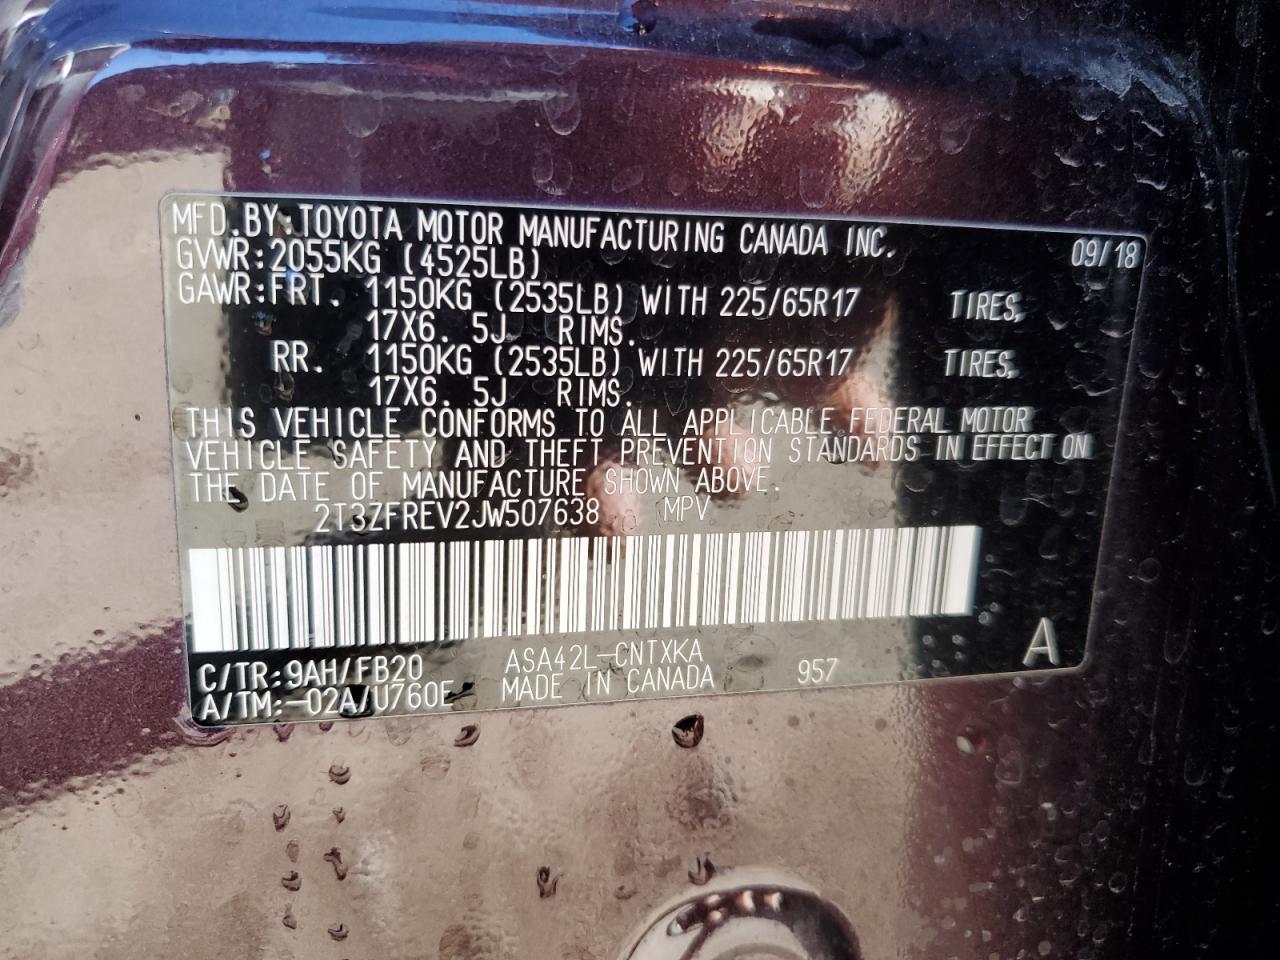 MFD.BY:TOYOTA MOTOR MANUFACTURING CANADA INC. 09/18
GVWR:2055KG (4525LB)
GAWR:FRT. 1150KG (2535LB) WITH 225/65R17 TIRES,
17X6. 5J RIMS.
RR. 1150KG (2535LB) WITH 225/65R17 TIRES,
17X6. 5J RIMS.
THIS VEHICLE CONFORMS TO ALL APPLICABLE FEDERAL MOTOR
VEHICLE SAFETY AND THEFT PREVENTION STANDARDS IN EFFECT ON
THE DATE OF MANUFACTURE SHOWN ABOVE.
2T3ZFREV2JW507638 MPV
C/TR:9AH/FB20 ASA42L-CNTXKA 957 A
A/TM:-02A/U760E MADE IN CANADA